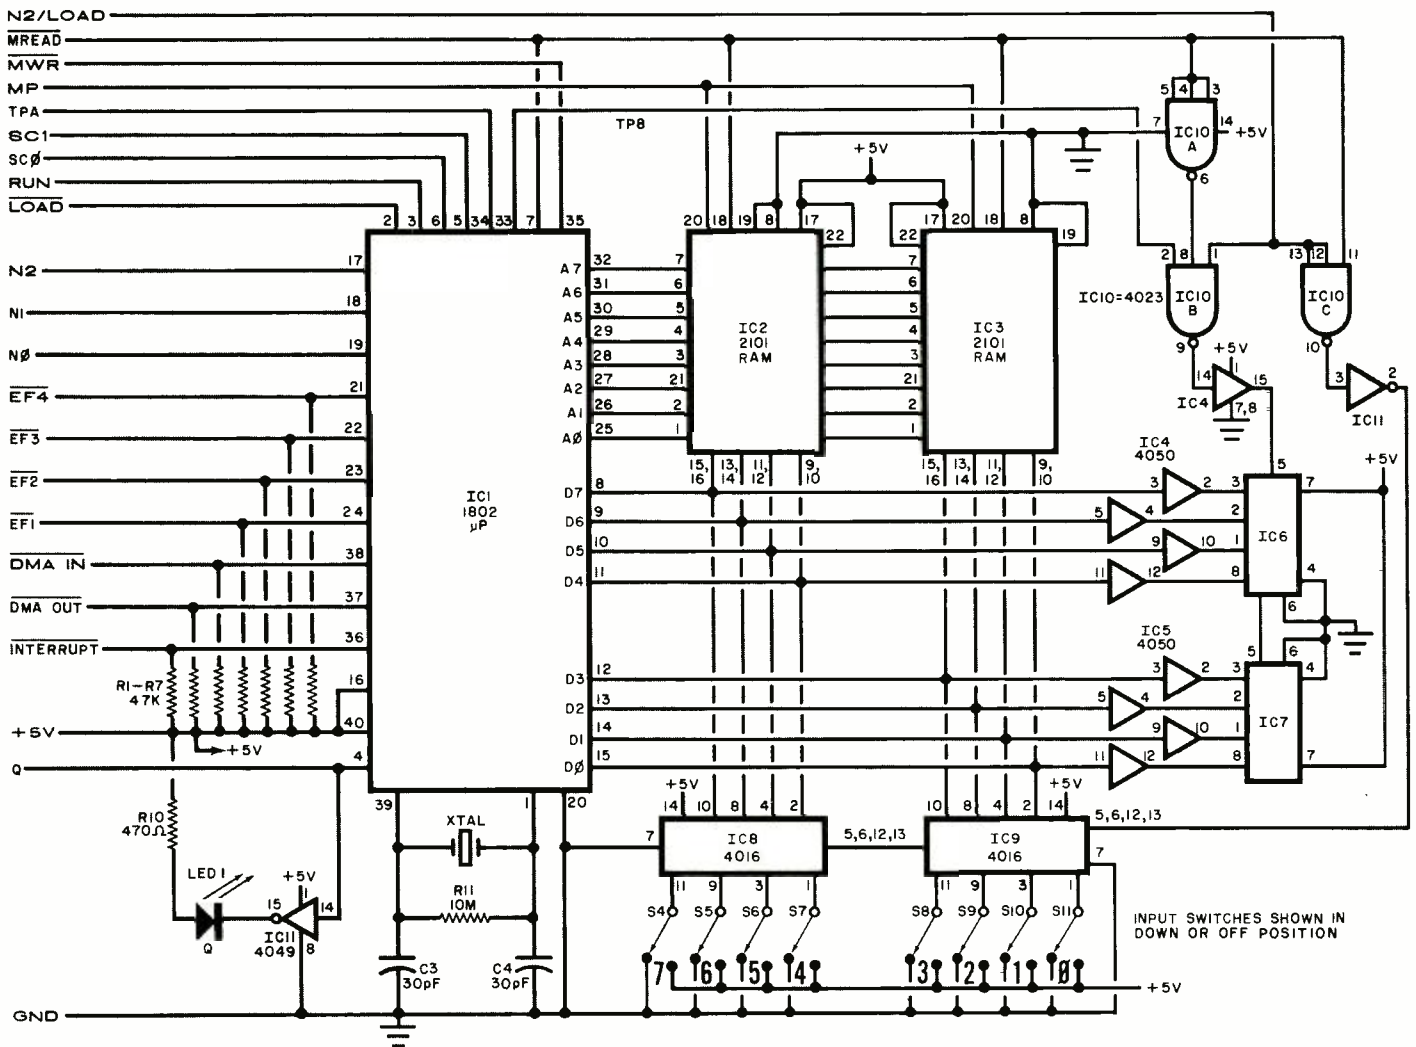 N2/LOAD
MREAD
MWR
MP
TPA
SC1
SCØ
RUN
LOAD
TPB
2 3 6 5 34 33 7 35
N2 17
N1 18
NØ 19
EF4 21
EF3 22
EF2 23
EF1 24
DMA IN 38
DMA OUT 37
INTERRUPT 36
R1-R7
47K
16
+5V 40
+5V
Q 4
IC1
1802
µP
A7 32
A6 31
A5 30
A4 29
A3 28
A2 27
A1 26
AØ 25
D7 8
D6 9
D5 10
D4 11
D3 12
D2 13
D1 14
DØ 15
39 1 20
R10
470Ω
LED1
Q
+5V
15 1 14
IC11
4049
8
XTAL
R11
10M
C3
30pF
C4
30pF
GND
+5V
20 18 19 8 17
22
7
6
5
4
3
21
2
1
IC2
2101
RAM
15,
16
13,
14
11,
12
9,
10
17 20 18 8
22 19
7
6
5
4
3
21
2
1
IC3
2101
RAM
15,
16
13,
14
11,
12
9,
10
5 4 3
7 14
+5V
IC10
A
6
2 8 1
IC10=4023
IC10
B
9
13 12 11
IC10
C
10
+5V
14 1 15
IC4
7,8
3 2
IC11
IC4
4050
3 2
5 4
9 10
11 12
5
3 7
2
1
8 4
6
IC6
+5V
IC5
4050
3 2
5 4
9 10
11 12
5 6
3 4
2
1
8 7
IC7
+5V
14 10 8 4 2
7
IC8
4016
5,6,12,13
11 9 3 1
S4 S5 S6 S7
7 6 5 4
+5V
10 8 4 2 14
IC9
4016
5,6,12,13
7
11 9 3 1
S8 S9 S10 S11
3 2 1 Ø
+5V
INPUT SWITCHES SHOWN IN
DOWN OR OFF POSITION